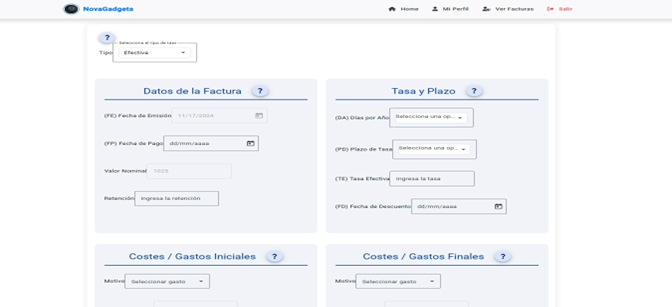 NovaGadgets
Home
Mi Perfil
Ver Facturas
Salir
?
Selecciona el tipo de tasa
Tipo
Efectiva
Datos de la Factura ?
(FE) Fecha de Emisión 11/17/2024
(FP) Fecha de Pago dd/mm/aaaa
Valor Nominal
Retención Ingresa la retención
Tasa y Plazo ?
(DA) Días por Año Selecciona una op...
Plazo de Tasa Selecciona una op...
(TE) Tasa Efectiva Ingresa la tasa
(FD) Fecha de Descuento dd/mm/aaaa
Costes / Gastos Iniciales ?
Motivo Seleccionar gasto
Costes / Gastos Finales ?
Motivo Seleccionar gasto